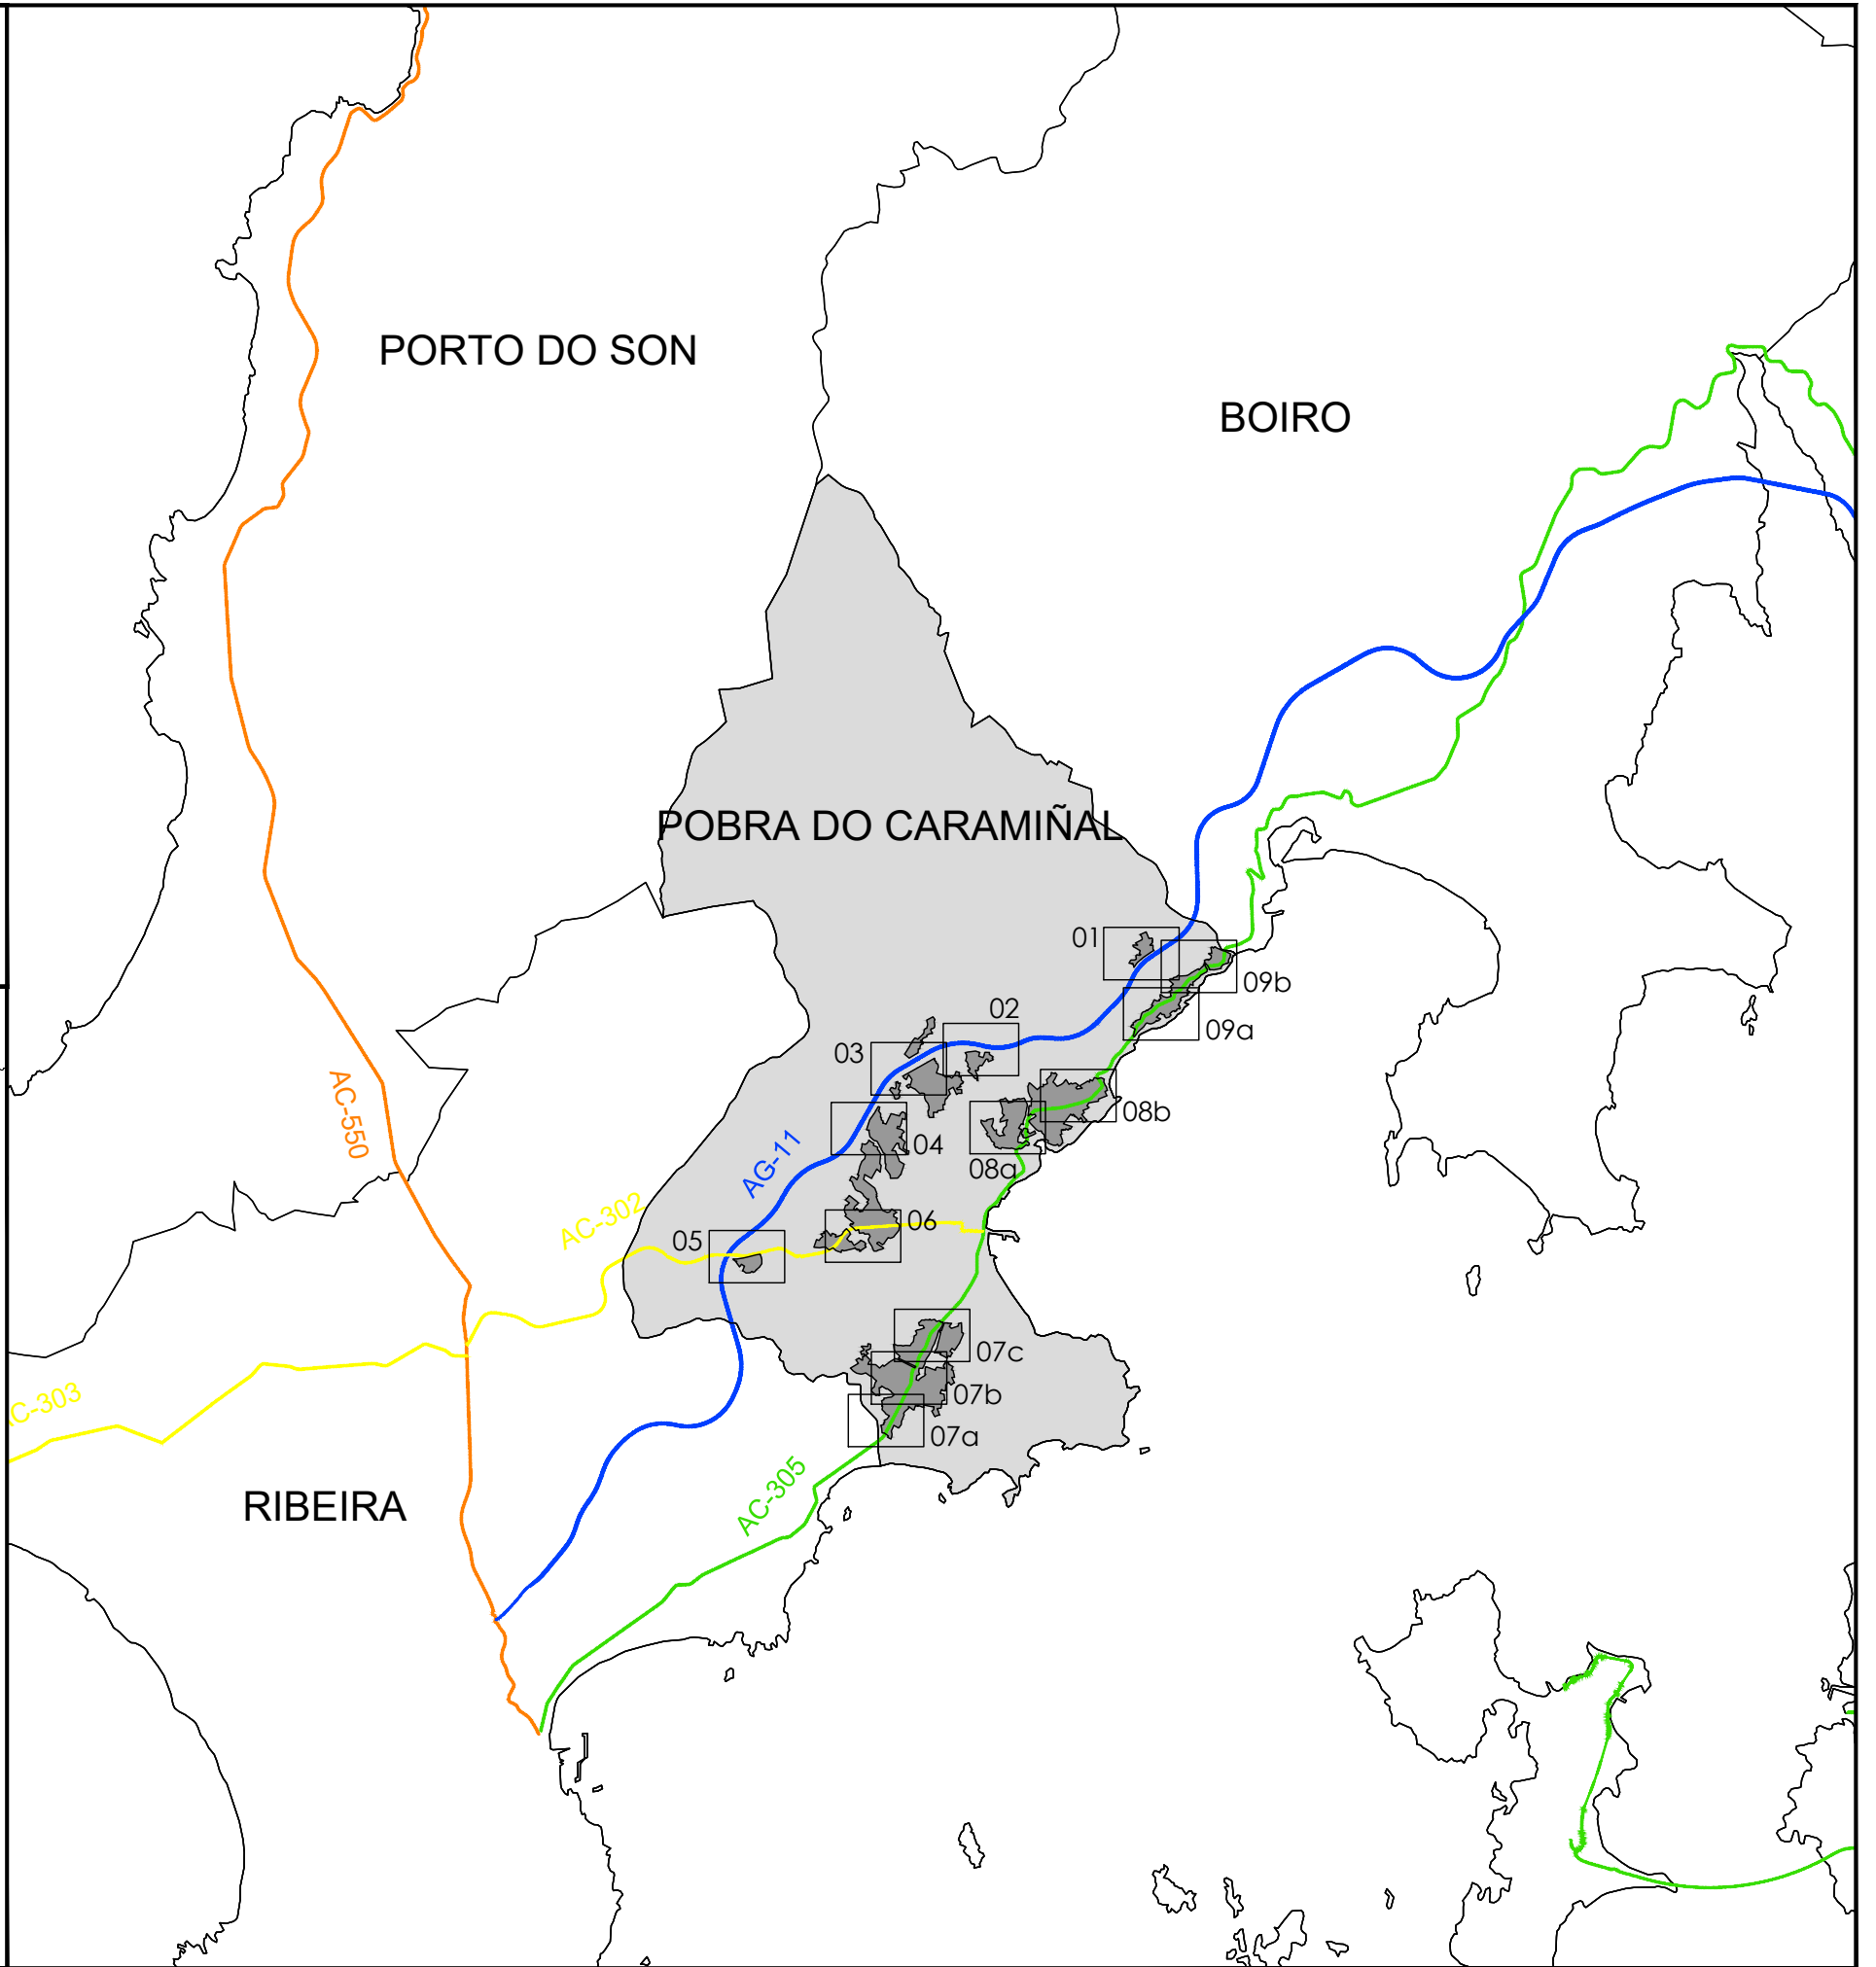 PORTO DO SON
BOIRO
POBRA DO CARAMIÑAL
01
09b
02
09a
03
AC-550
08b
04
AG-11
08a
AC-302
06
05
07c
07b
C-303
07a
AC-305
RIBEIRA